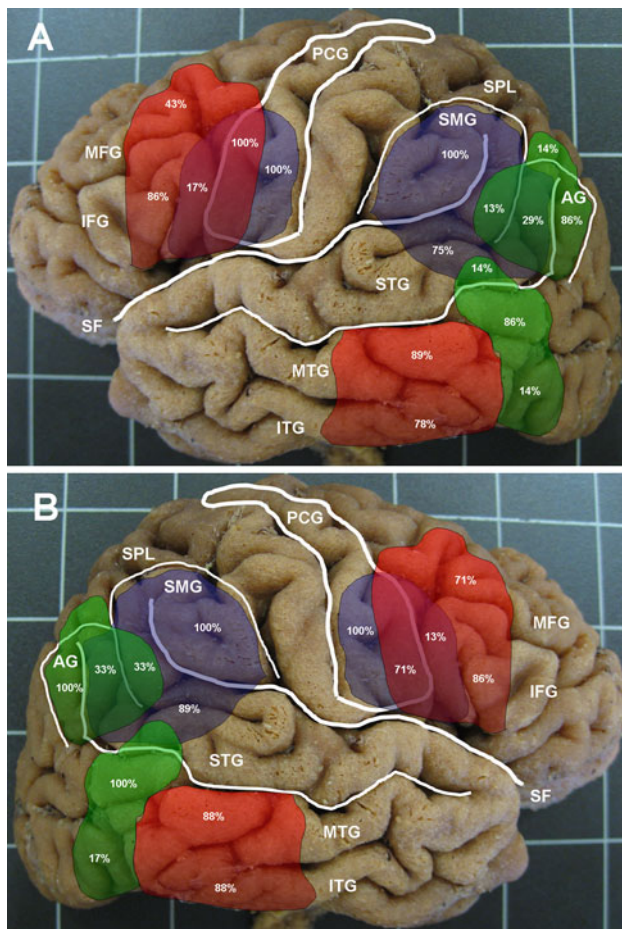 A
PCG
SPL
43%
SMG
100%
14%
MFG
100%
100%
AG
86%
17%
13%
29%
86%
IFG
75%
STG
14%
SF
86%
MTG
89%
14%
ITG
78%
B
PCG
SPL
71%
SMG
100%
100%
13%
MFG
AG
33%
33%
100%
71%
86%
IFG
89%
STG
100%
SF
88%
MTG
17%
88%
ITG